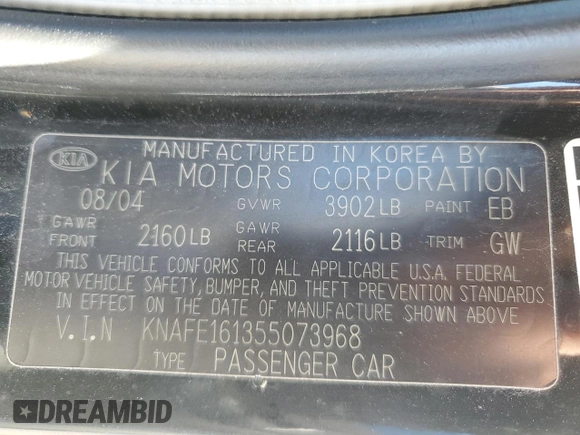 MANUFACTURED IN KOREA BY
KIA KIA MOTORS CORPORATION
08/04 GVWR 3902LB PAINT EB
GAWR FRONT 2160LB GAWR REAR 2116LB TRIM GW
THIS VEHICLE CONFORMS TO ALL APPLICABLE U.S.A. FEDERAL
MOTOR VEHICLE SAFETY, BUMPER, AND THEFT PREVENTION STANDARDS
IN EFFECT ON THE DATE OF MANUFACTURE SHOWN ABOVE
V.I.N KNAFE161355073968
TYPE PASSENGER CAR
DREAMBID